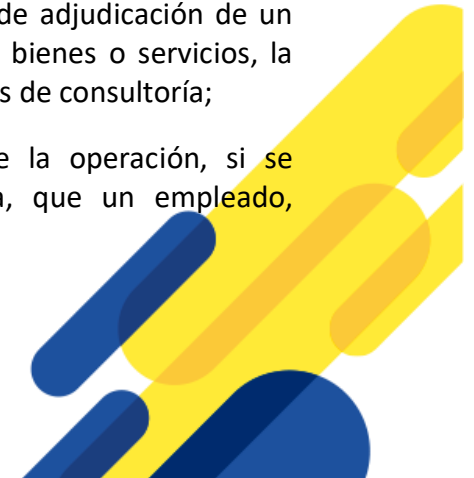 de adjudicación de un
bienes o servicios, la
s de consultoría;
e la operación, si se
a, que un empleado,